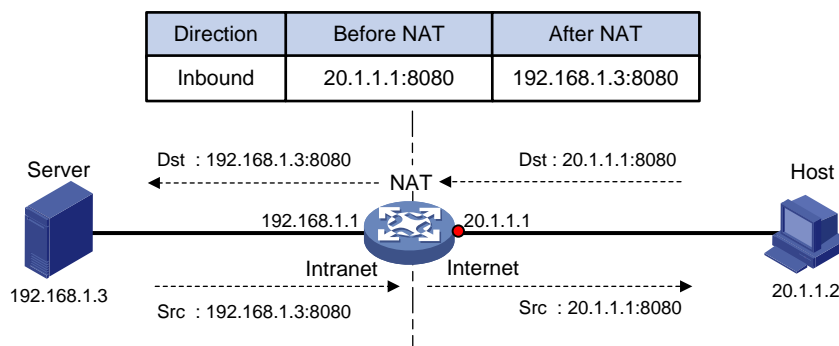 Direction Before NAT After NAT
Inbound 20.1.1.1:8080 192.168.1.3:8080
Dst : 192.168.1.3:8080 Dst : 20.1.1.1:8080
Server NAT Host
192.168.1.1 20.1.1.1
Intranet Internet
192.168.1.3 20.1.1.2
Src : 192.168.1.3:8080 Src : 20.1.1.1:8080